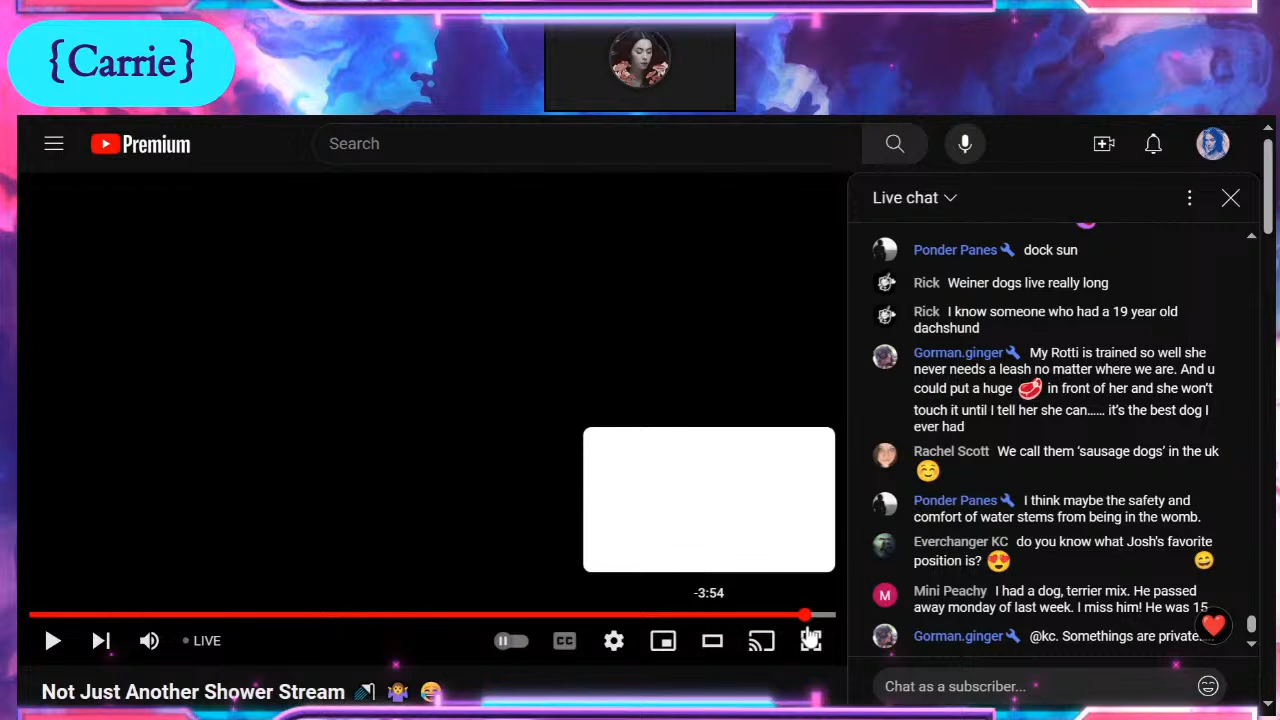 {Carrie}
Premium
Search
Live chat
Ponder Panes dock sun
Rick Weiner dogs live really long
Rick I know someone who had a 19 year old
dachshund
Gorman.ginger My Rotti is trained so well she
never needs a leash no matter where we are. And u
could put a huge 🥩 in front of her and she won't
touch it until I tell her she can...... it's the best dog I
ever had
Rachel Scott We call them 'sausage dogs' in the uk
☺️
Ponder Panes I think maybe the safety and
comfort of water stems from being in the womb.
Everchanger KC do you know what Josh's favorite
position is? 😍
M
Mini Peachy I had a dog, terrier mix. He passed
away monday of last week. I miss him! He was 15
Gorman.ginger @kc. Somethings are private....
-3:54
LIVE
CC
Not Just Another Shower Stream 🚿 🤷‍♀️ 😂
Chat as a subscriber...